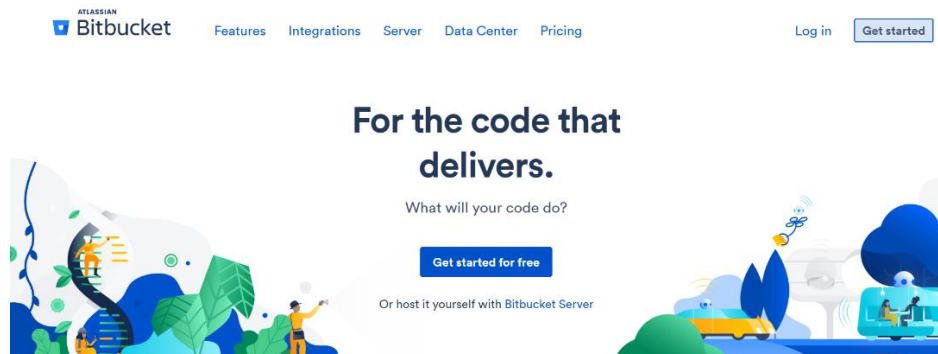 ATLASSIAN
Bitbucket
Features Integrations Server Data Center Pricing Log in Get started
For the code that
delivers.
What will your code do?
Get started for free
Or host it yourself with Bitbucket Server